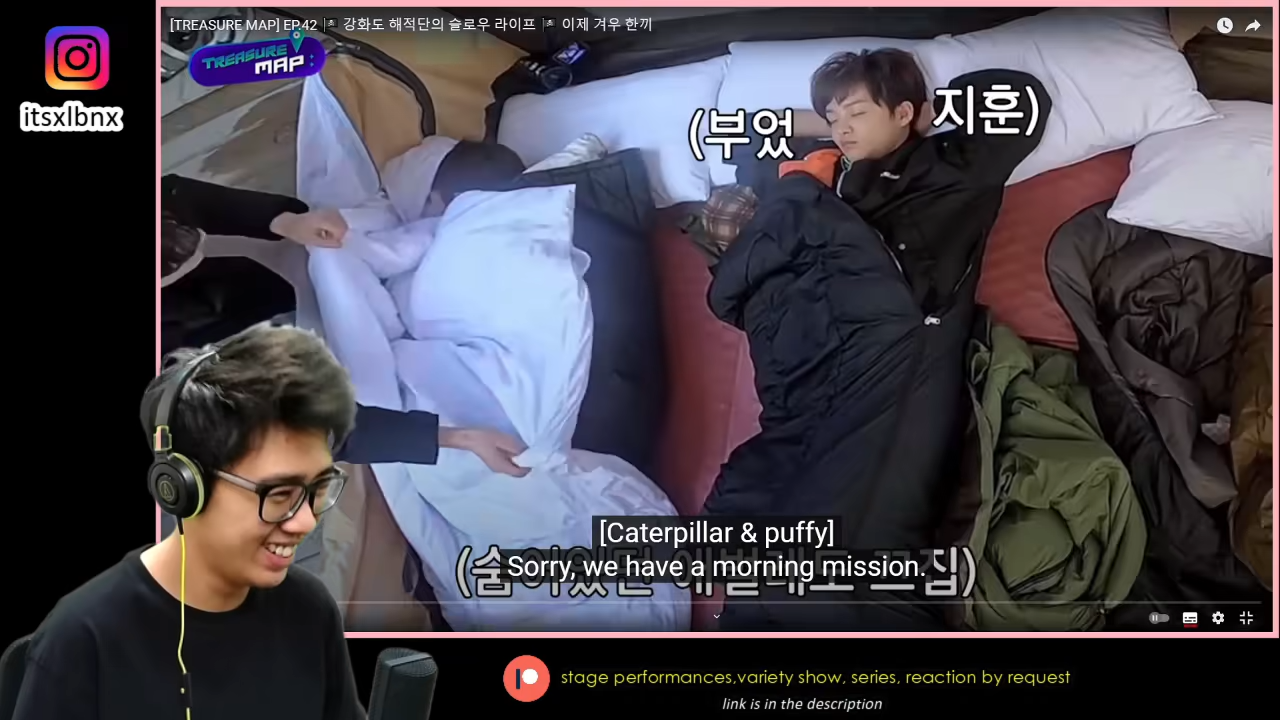 [TREASURE MAP] EP.42 🏴‍☠️ 강화도 해적단의 슬로우 라이프 🏴‍☠️ 이제 겨우 한끼
TREASURE
MAP
itsxlbnx
(부었
지훈)
[Caterpillar & puffy]
Sorry, we have a morning mission.
stage performances,variety show, series, reaction by request
link is in the description